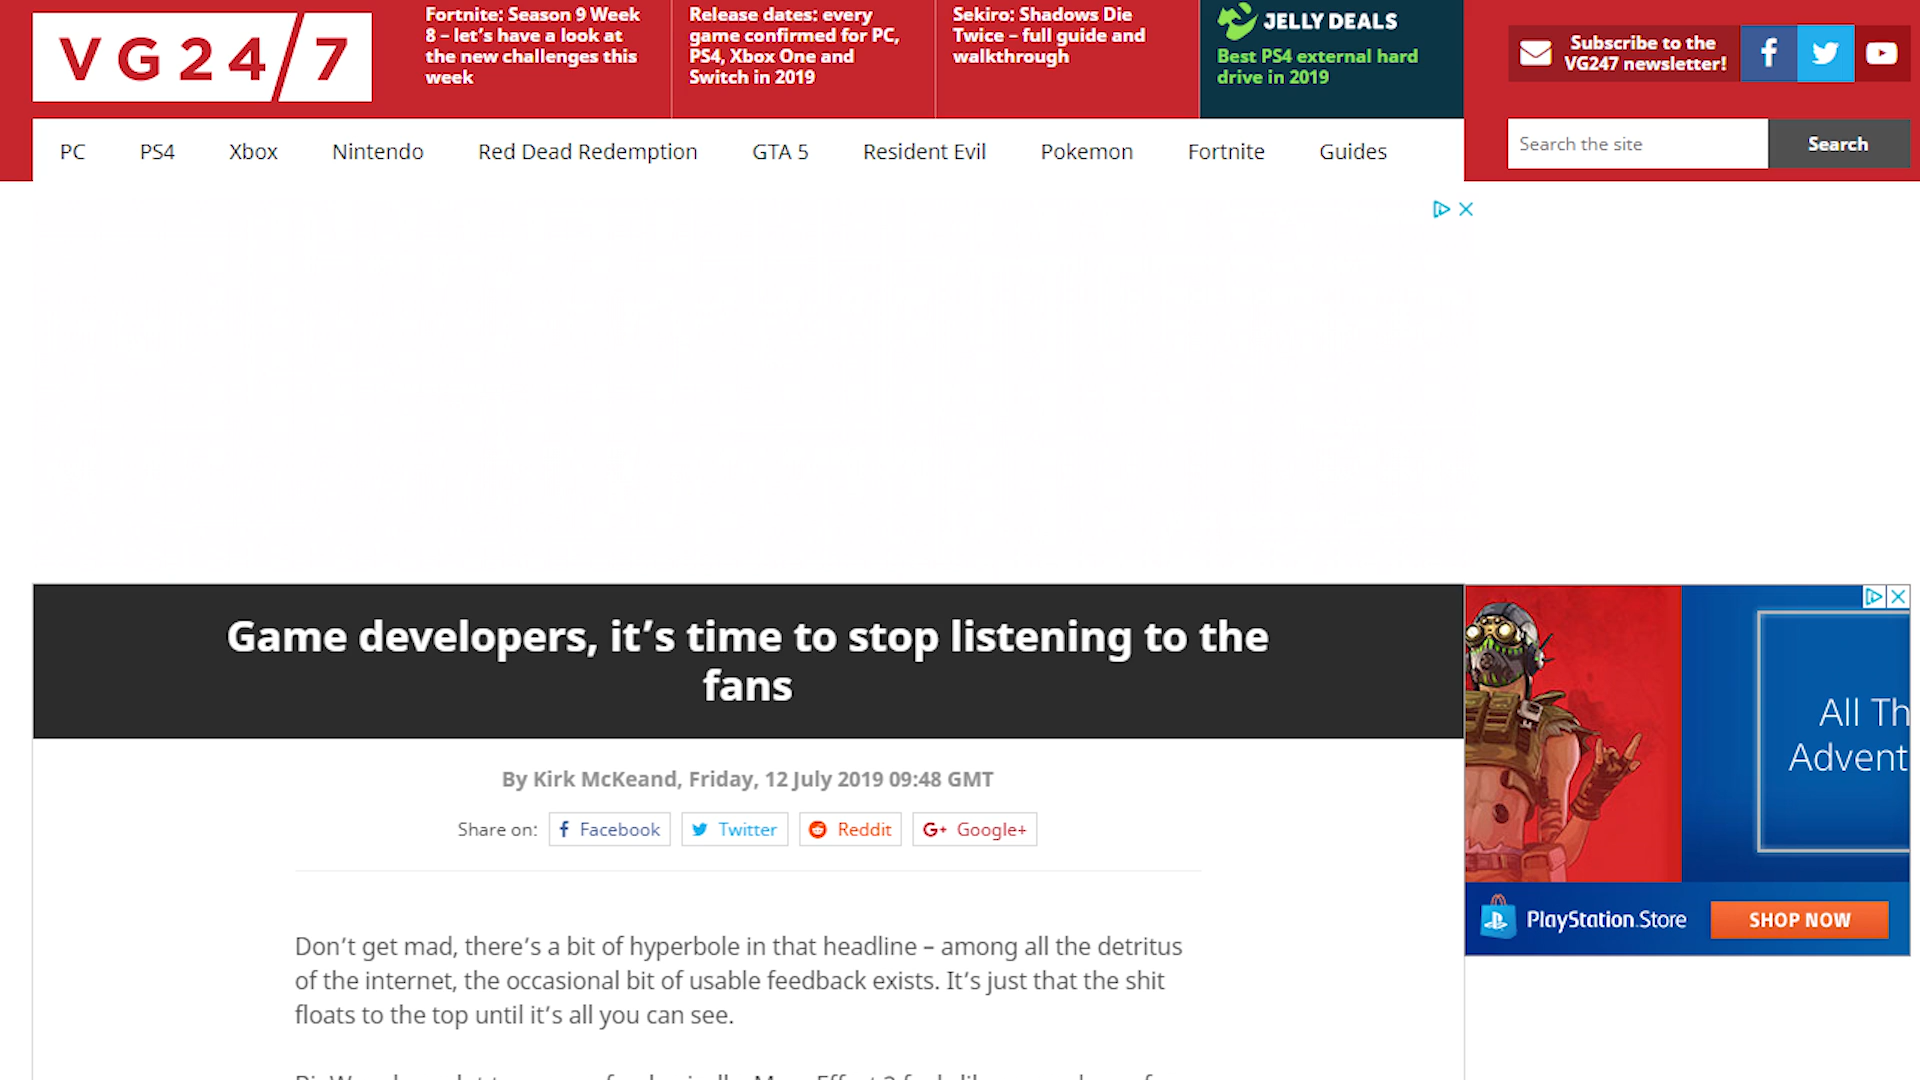 VG24/7
Fortnite: Season 9 Week
8 – let’s have a look at
the new challenges this
week
Release dates: every
game confirmed for PC,
PS4, Xbox One and
Switch in 2019
Sekiro: Shadows Die
Twice – full guide and
walkthrough
JELLY DEALS
Best PS4 external hard
drive in 2019
Subscribe to the
VG247 newsletter!
PC PS4 Xbox Nintendo Red Dead Redemption GTA 5 Resident Evil Pokemon Fortnite Guides
Search the site
Search
Game developers, it’s time to stop listening to the
fans
By Kirk McKeand, Friday, 12 July 2019 09:48 GMT
Share on: Facebook Twitter Reddit G+ Google+
All Th
Advent
PlayStation.Store
SHOP NOW
Don’t get mad, there’s a bit of hyperbole in that headline – among all the detritus
of the internet, the occasional bit of usable feedback exists. It’s just that the shit
floats to the top until it’s all you can see.